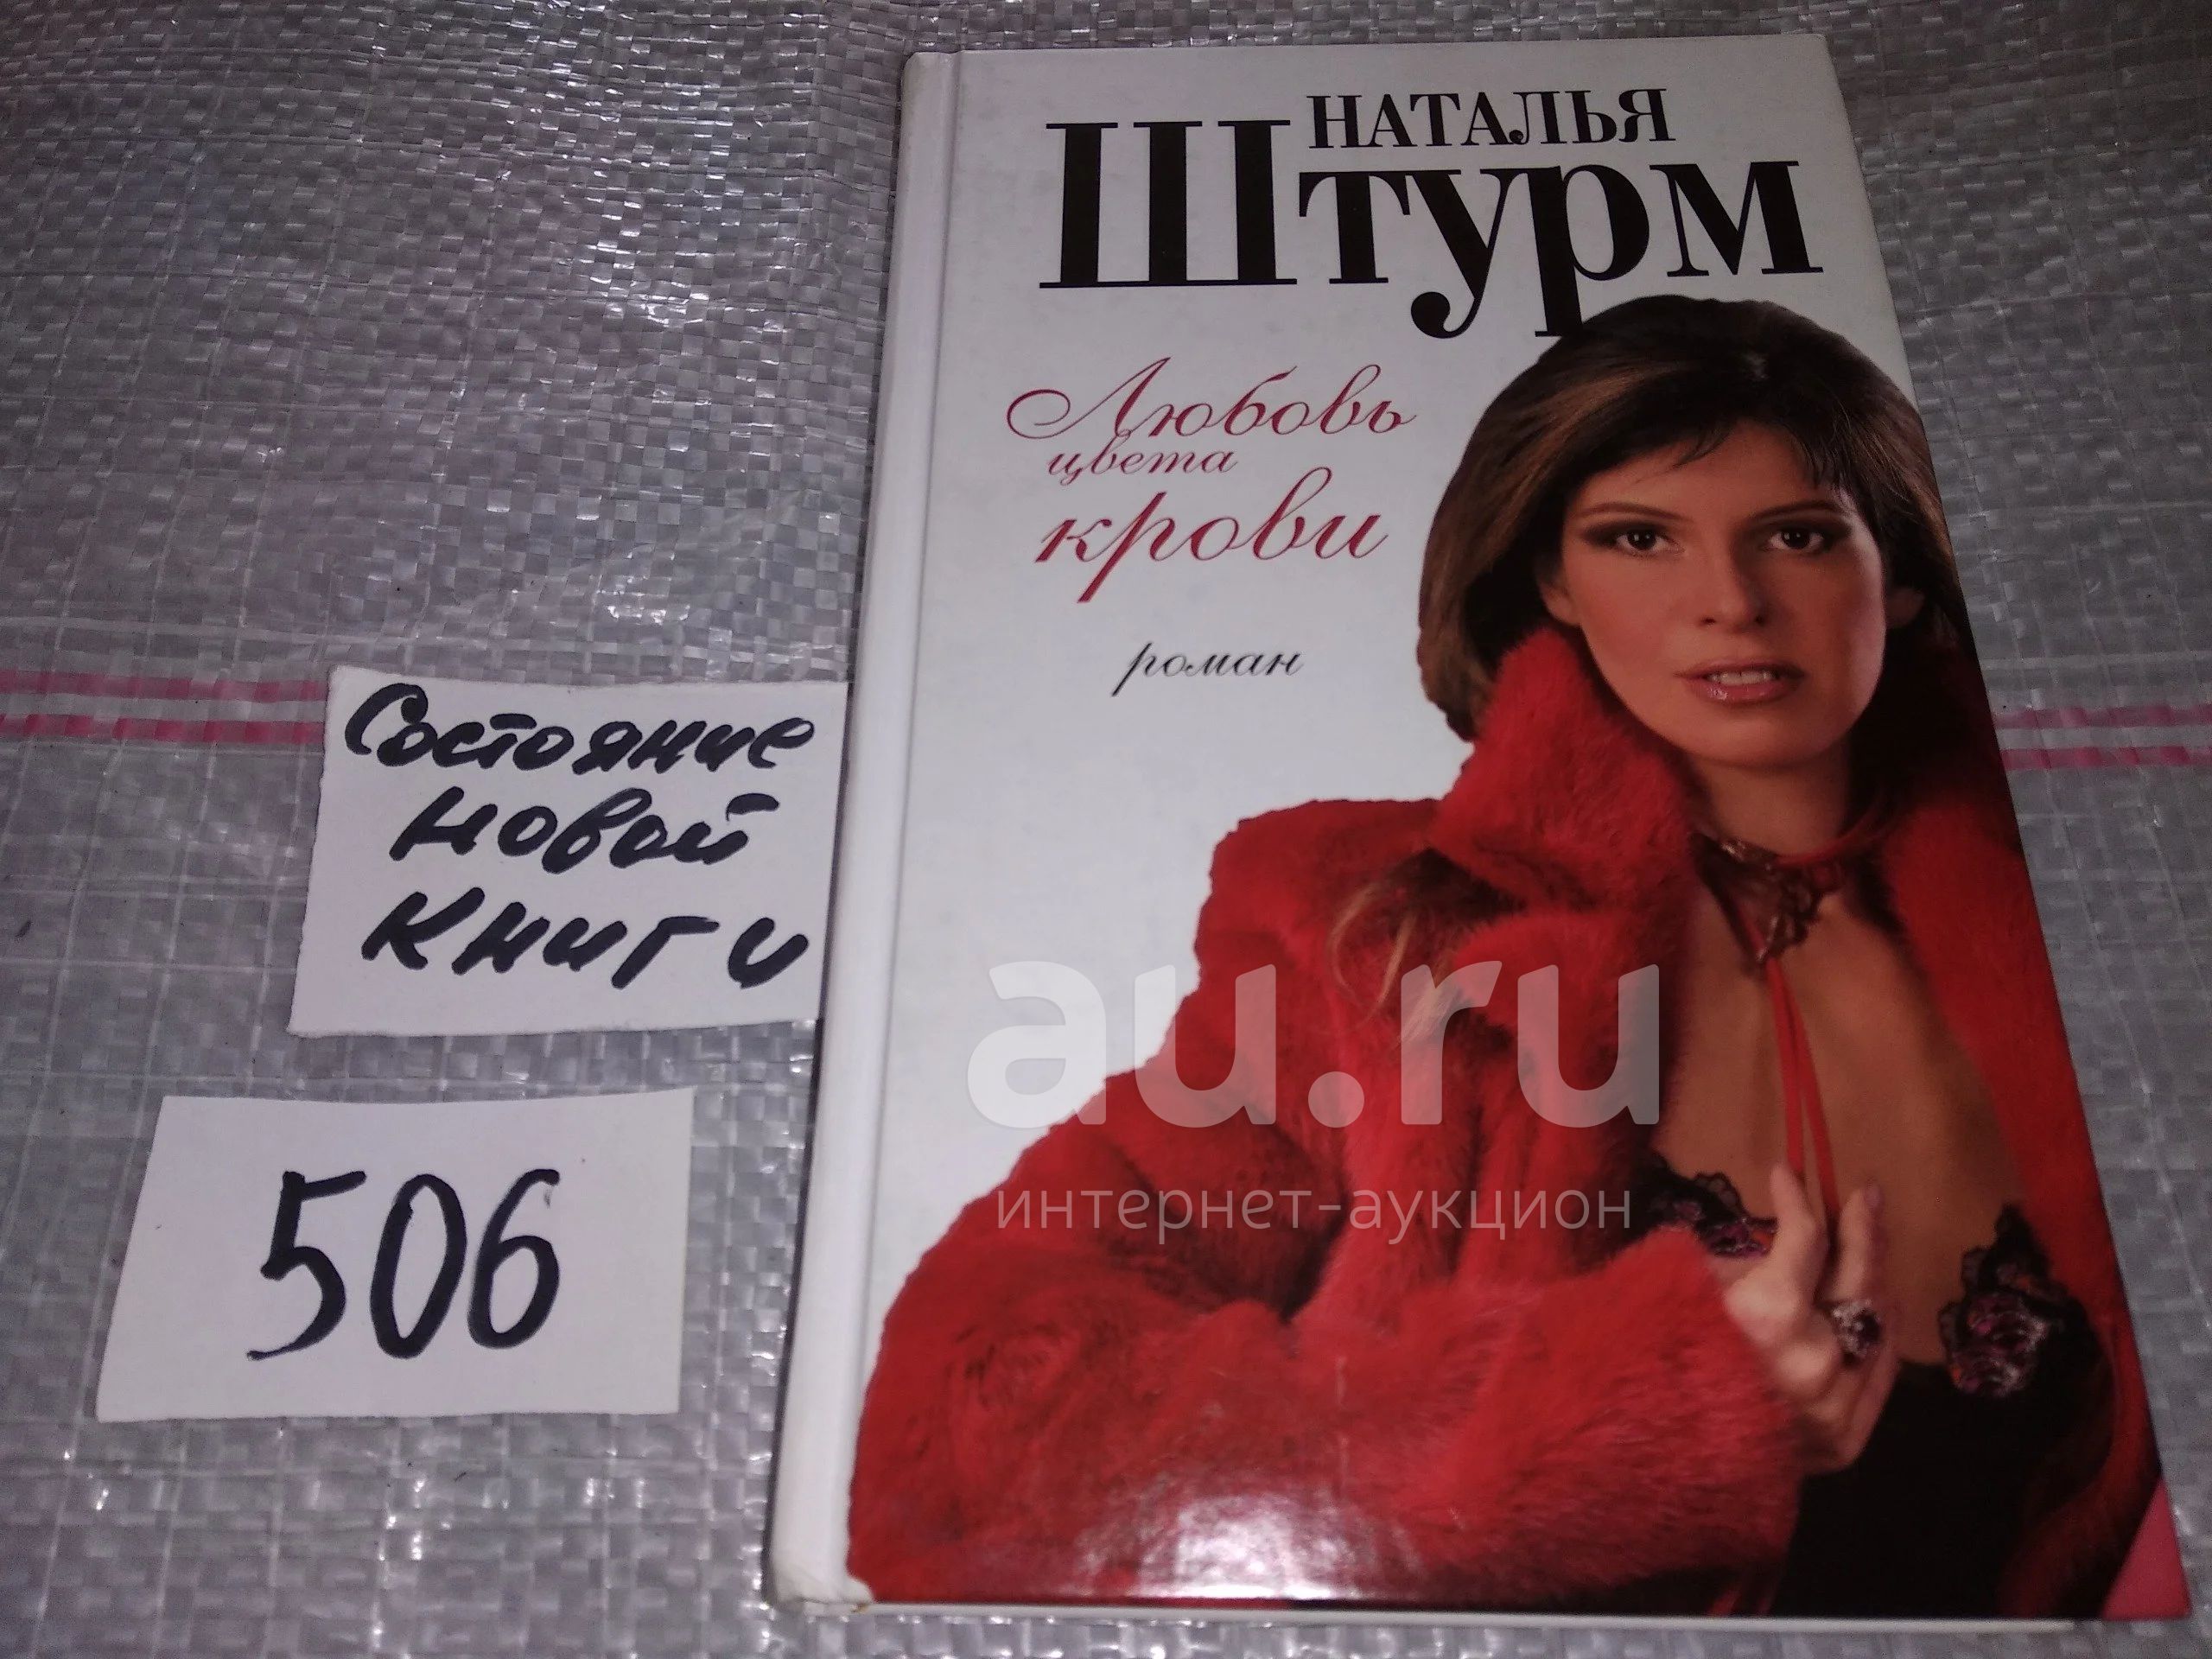 НАТАЛЬЯ
Штурм
Любовь
цвета
крови
роман
Состояние
новой
книги
506
au.ru
интернет-аукцион